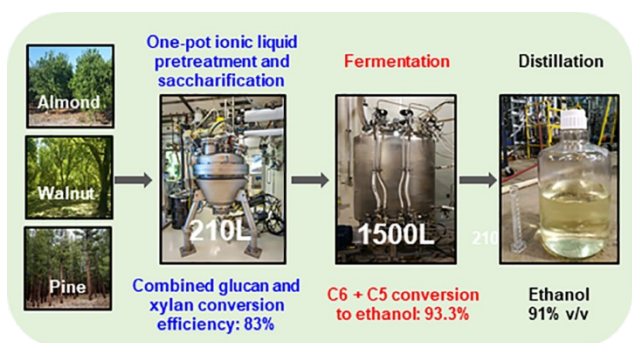 One-pot ionic liquid
pretreatment and
saccharification
Fermentation
Distillation
Almond
Walnut
Pine
210L
1500L
210
Combined glucan and
xylan conversion
efficiency: 83%
C6 + C5 conversion
to ethanol: 93.3%
Ethanol
91% v/v